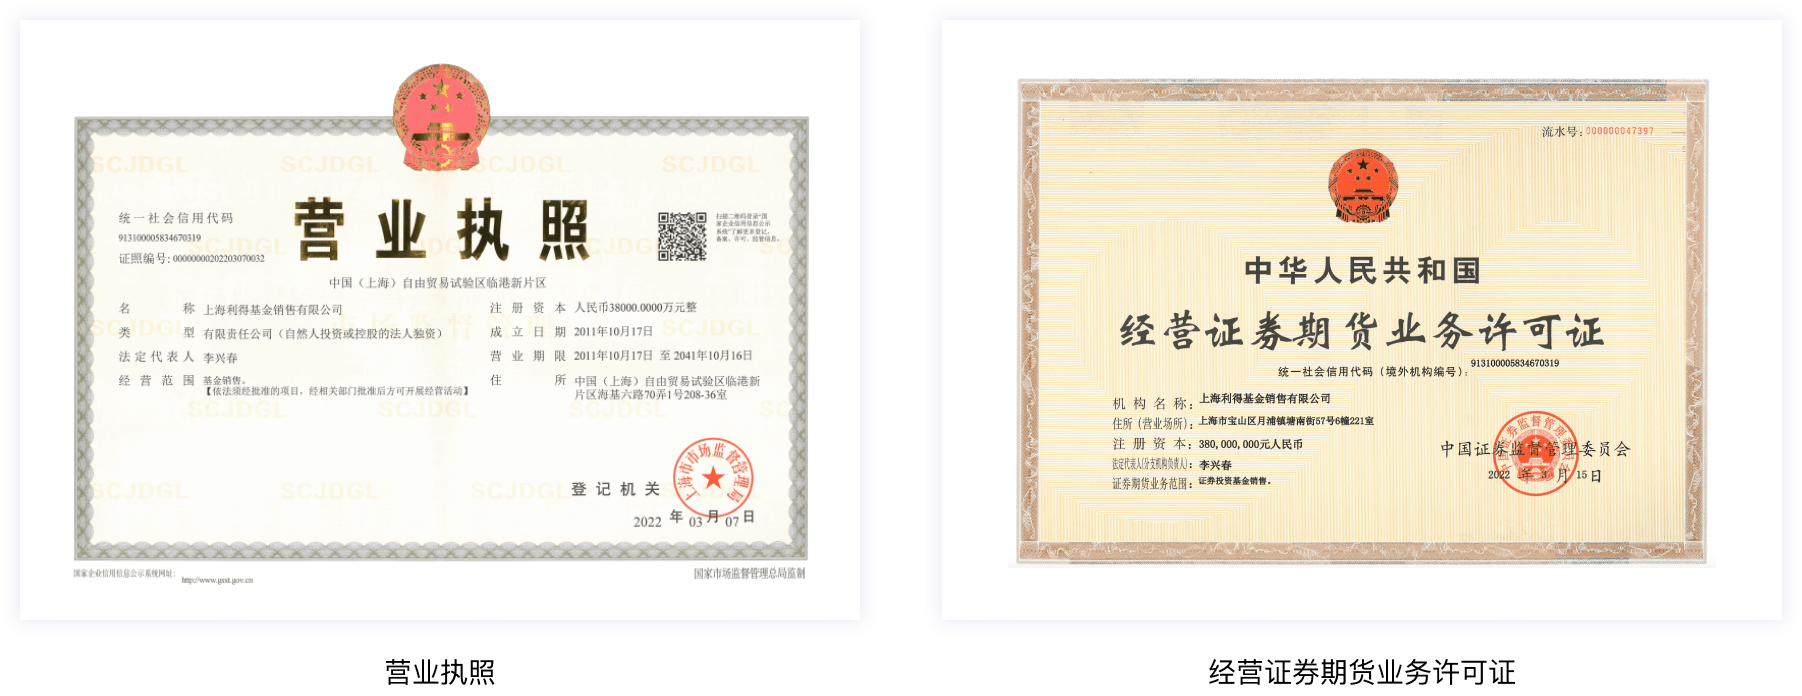 统一社会信用代码
913100005834670319
证照编号:00000000202203070032
营业执照
扫描二维码登录“国
家企业信用信息公示
系统”了解更多登记、
备案、许可、监管信息。
中国（上海）自由贸易试验区临港新片区
名称 上海利得基金销售有限公司
类型 有限责任公司（自然人投资或控股的法人独资）
法定代表人 李兴春
经营范围 基金销售。
【依法须经批准的项目，经相关部门批准后方可开展经营活动】
注册资本 人民币38000.0000万元整
成立日期 2011年10月17日
营业期限 2011年10月17日 至 2041年10月16日
住所 中国（上海）自由贸易试验区临港新
片区海基六路70弄1号208-36室
登记机关
上海市市场监督管理局
2022 年 03 月 07 日
国家企业信用信息公示系统网址：
http://www.gsxt.gov.cn
国家市场监督管理总局监制
营业执照
流水号：000000047397
中华人民共和国
经营证券期货业务许可证
统一社会信用代码（境外机构编号）：913100005834670319
机构名称：上海利得基金销售有限公司
住所（营业场所）：上海市宝山区月浦镇塘南街57号6幢221室
注册资本：380,000,000元人民币
法定代表人(分支机构负责人)：李兴春
证券期货业务范围：证券投资基金销售。
中国证券监督管理委员会
2022 年 3 月 15 日
经营证券期货业务许可证